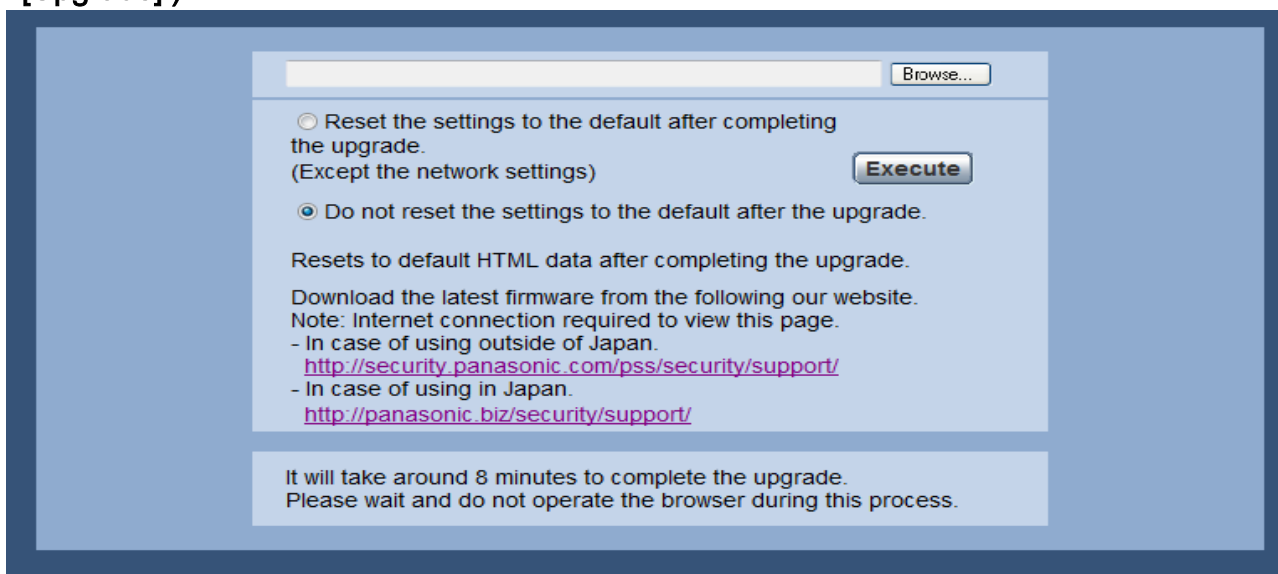 [Upgrade] )
Browse...
Reset the settings to the default after completing
the upgrade.
(Except the network settings)
Execute
Do not reset the settings to the default after the upgrade.
Resets to default HTML data after completing the upgrade.
Download the latest firmware from the following our website.
Note: Internet connection required to view this page.
- In case of using outside of Japan.
http://security.panasonic.com/pss/security/support/
- In case of using in Japan.
http://panasonic.biz/security/support/
It will take around 8 minutes to complete the upgrade.
Please wait and do not operate the browser during this process.